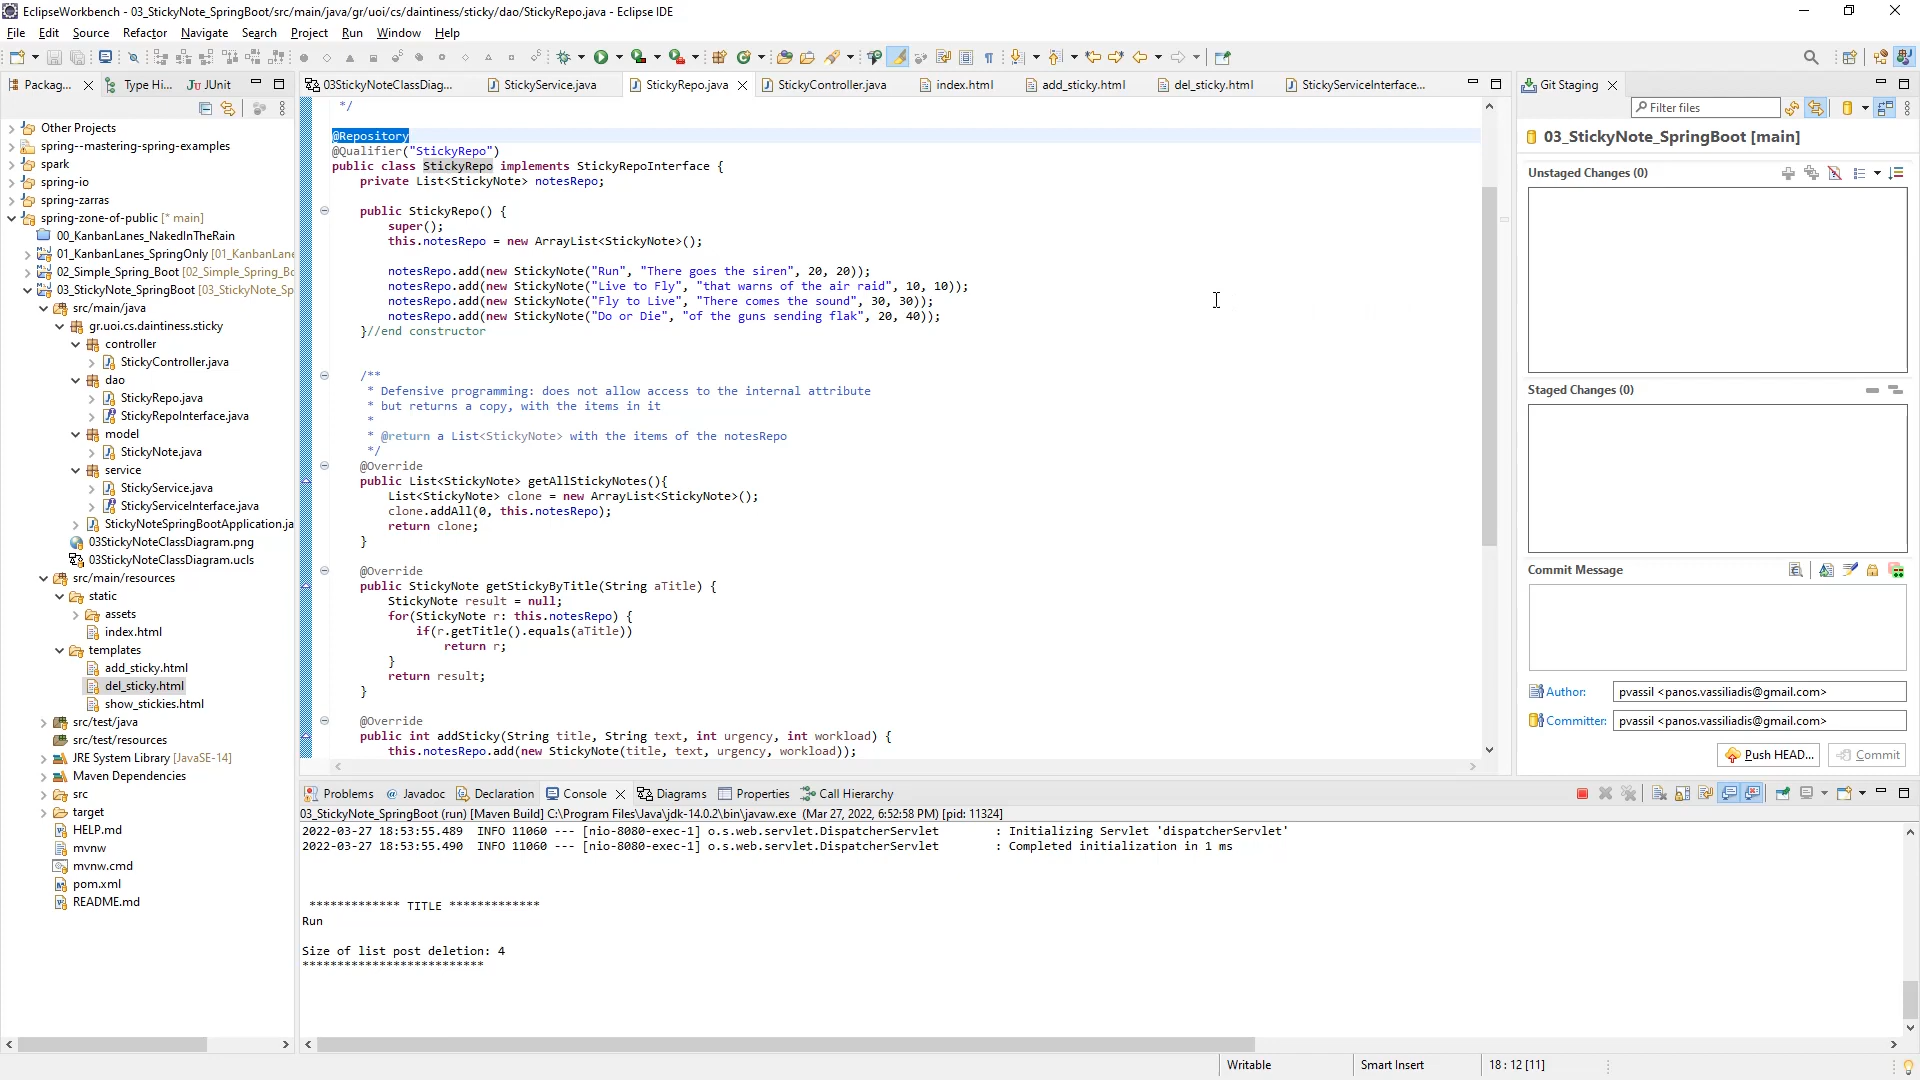 EclipseWorkbench - 03_StickyNote_SpringBoot/src/main/java/gr/uoi/cs/daintiness/sticky/dao/StickyRepo.java - Eclipse IDE
File Edit Source Refactor Navigate Search Project Run Window Help
Packag... Type Hi... JUnit
Other Projects
spring--mastering-spring-examples
spark
spring-io
spring-zarras
spring-zone-of-public [* main]
00_KanbanLanes_NakedInTheRain
01_KanbanLanes_SpringOnly [01_KanbanLane
02_Simple_Spring_Boot [02_Simple_Spring_Bo
03_StickyNote_SpringBoot [03_StickyNote_Sp
src/main/java
gr.uoi.cs.daintiness.sticky
controller
StickyController.java
dao
StickyRepo.java
StickyRepoInterface.java
model
StickyNote.java
service
StickyService.java
StickyServiceInterface.java
StickyNoteSpringBootApplication.ja
03StickyNoteClassDiagram.png
03StickyNoteClassDiagram.ucls
src/main/resources
static
assets
index.html
templates
add_sticky.html
del_sticky.html
show_stickies.html
src/test/java
src/test/resources
JRE System Library [JavaSE-14]
Maven Dependencies
src
target
HELP.md
mvnw
mvnw.cmd
pom.xml
README.md
03StickyNoteClassDiag... StickyService.java StickyRepo.java StickyController.java index.html add_sticky.html del_sticky.html StickyServiceInterface...
*/
@Repository
@Qualifier("StickyRepo")
public class StickyRepo implements StickyRepoInterface {
private List<StickyNote> notesRepo;
public StickyRepo() {
super();
this.notesRepo = new ArrayList<StickyNote>();
notesRepo.add(new StickyNote("Run", "There goes the siren", 20, 20));
notesRepo.add(new StickyNote("Live to Fly", "that warns of the air raid", 10, 10));
notesRepo.add(new StickyNote("Fly to Live", "There comes the sound", 30, 30));
notesRepo.add(new StickyNote("Do or Die", "of the guns sending flak", 20, 40));
}//end constructor
/**
* Defensive programming: does not allow access to the internal attribute
* but returns a copy, with the items in it
*
* @return a List<StickyNote> with the items of the notesRepo
*/
@Override
public List<StickyNote> getAllStickyNotes(){
List<StickyNote> clone = new ArrayList<StickyNote>();
clone.addAll(0, this.notesRepo);
return clone;
}
@Override
public StickyNote getStickyByTitle(String aTitle) {
StickyNote result = null;
for(StickyNote r: this.notesRepo) {
if(r.getTitle().equals(aTitle))
return r;
}
return result;
}
@Override
public int addSticky(String title, String text, int urgency, int workload) {
this.notesRepo.add(new StickyNote(title, text, urgency, workload));
Problems Javadoc Declaration Console Diagrams Properties Call Hierarchy
03_StickyNote_SpringBoot (run) [Maven Build] C:\Program Files\Java\jdk-14.0.2\bin\javaw.exe (Mar 27, 2022, 6:52:58 PM) [pid: 11324]
2022-03-27 18:53:55.489 INFO 11060 --- [nio-8080-exec-1] o.s.web.servlet.DispatcherServlet : Initializing Servlet 'dispatcherServlet'
2022-03-27 18:53:55.490 INFO 11060 --- [nio-8080-exec-1] o.s.web.servlet.DispatcherServlet : Completed initialization in 1 ms
************* TITLE *************
Run
Size of list post deletion: 4
**************************
Git Staging
Filter files
03_StickyNote_SpringBoot [main]
Unstaged Changes (0)
Staged Changes (0)
Commit Message
Author: pvassil <panos.vassiliadis@gmail.com>
Committer: pvassil <panos.vassiliadis@gmail.com>
Push HEAD... Commit
Writable Smart Insert 18 : 12 [11]